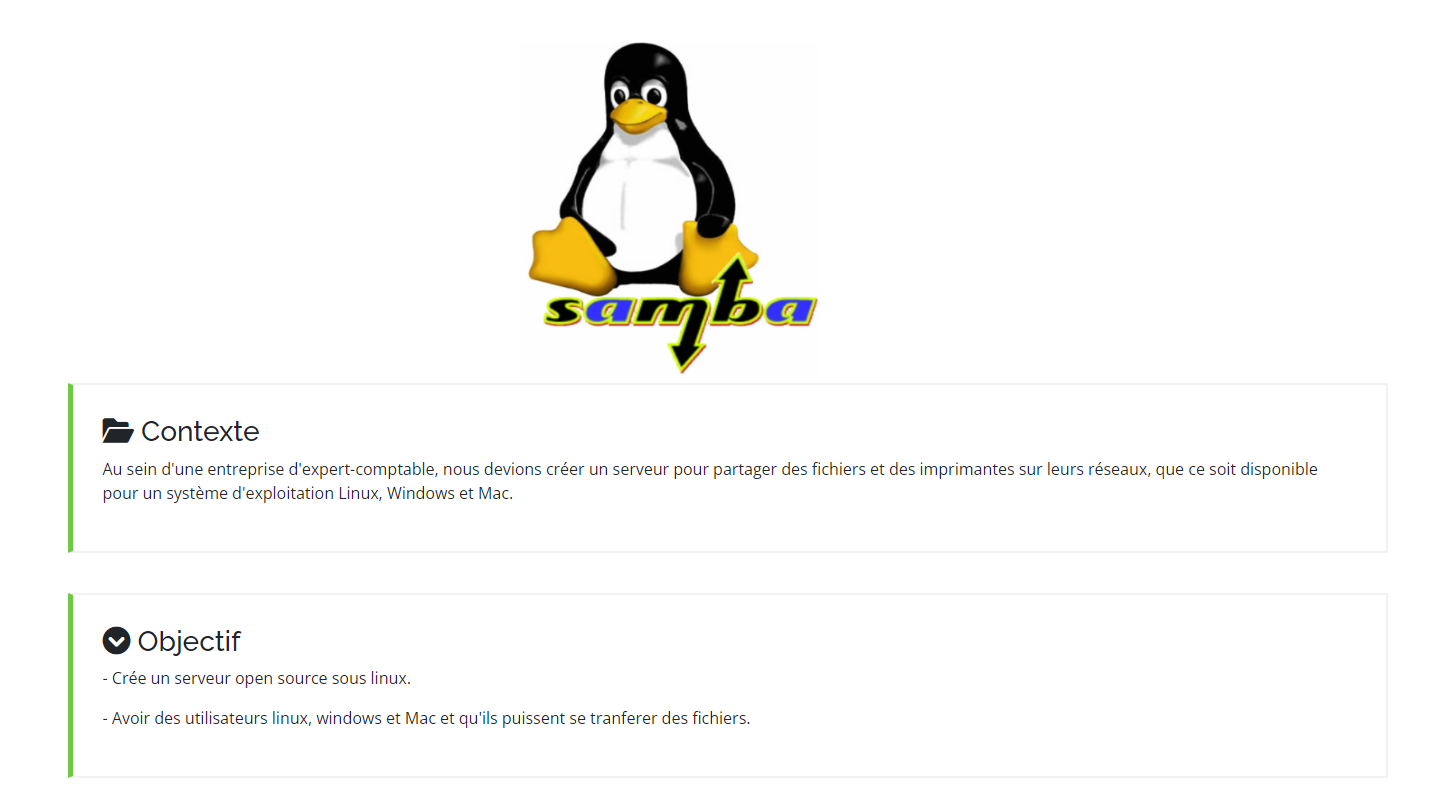 samba
Contexte
Au sein d'une entreprise d'expert-comptable, nous devions créer un serveur pour partager des fichiers et des imprimantes sur leurs réseaux, que ce soit disponible
pour un système d'exploitation Linux, Windows et Mac.
Objectif
- Crée un serveur open source sous linux.
- Avoir des utilisateurs linux, windows et Mac et qu'ils puissent se tranferer des fichiers.